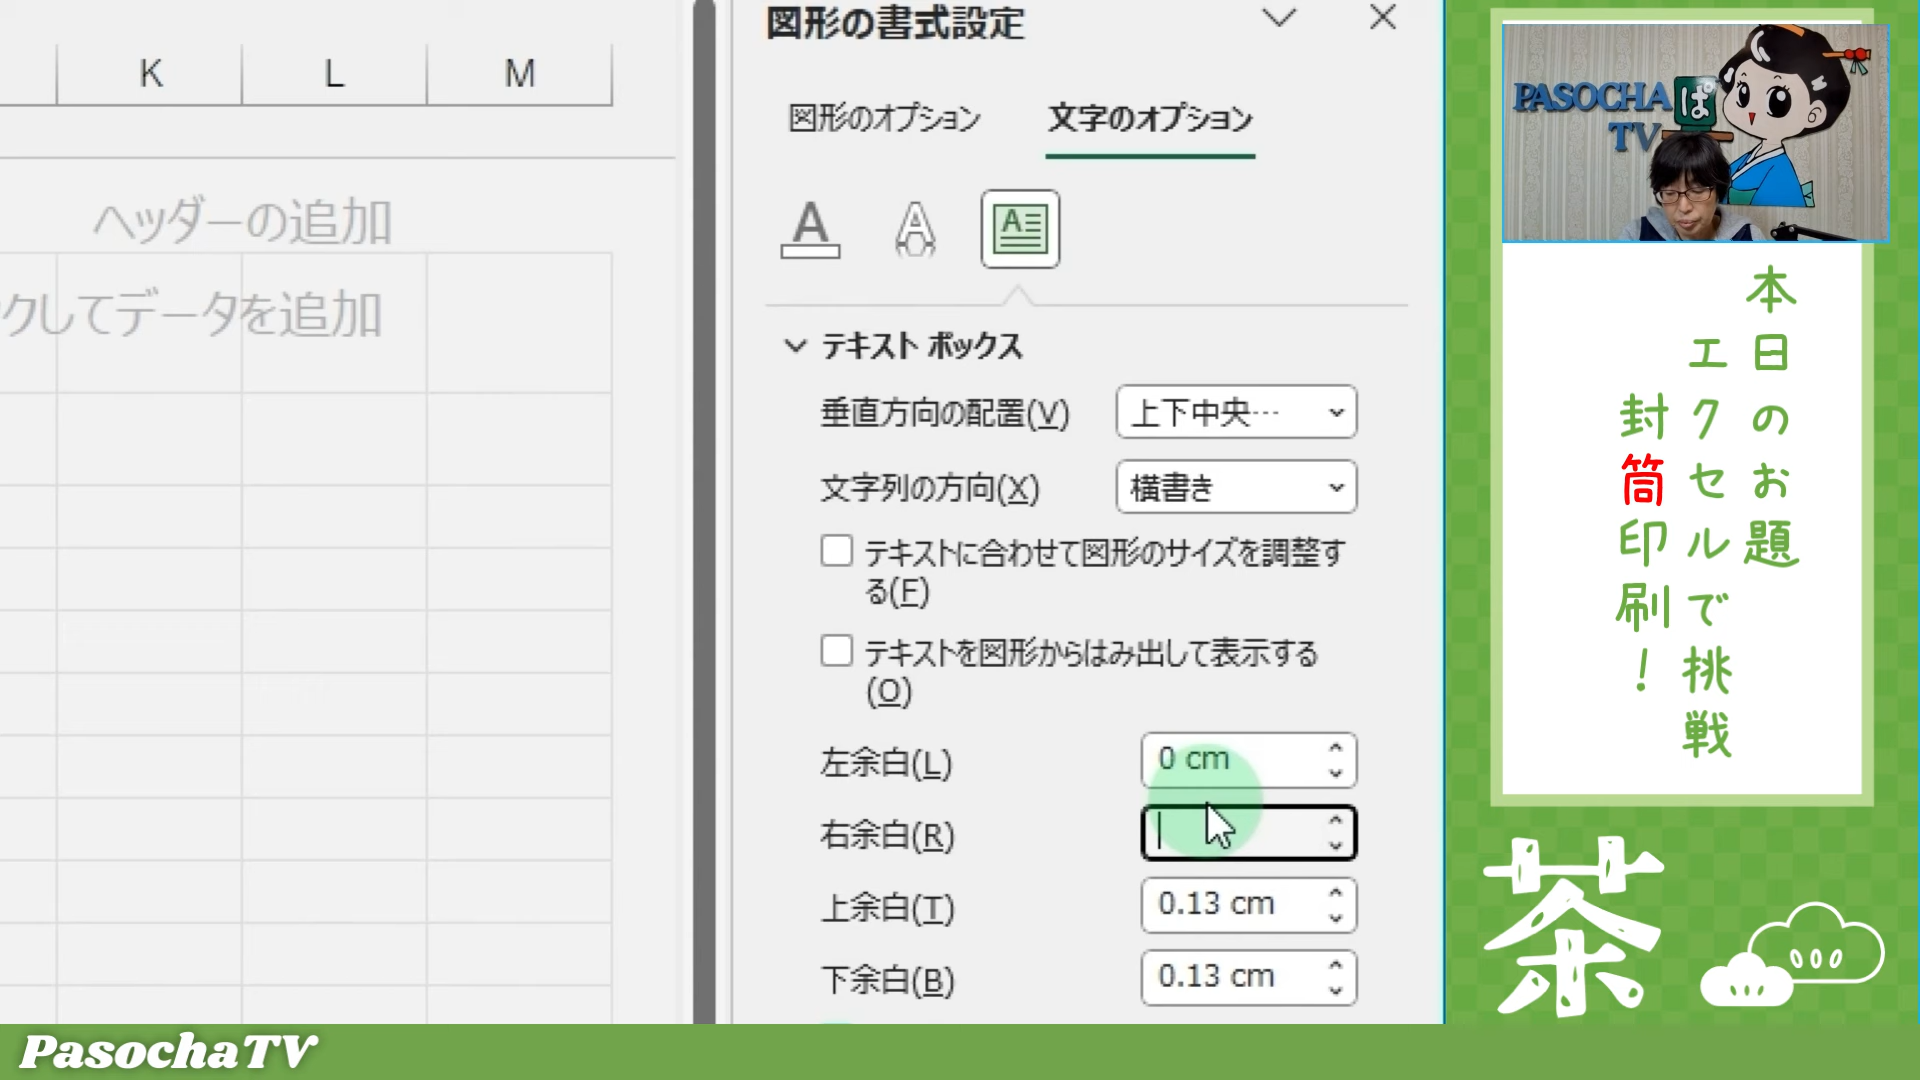 K L M
ヘッダーの追加
クしてデータを追加
図形の書式設定
図形のオプション 文字のオプション
テキスト ボックス
垂直方向の配置(V) 上下中央…
文字列の方向(X) 横書き
テキストに合わせて図形のサイズを調整す
る(F)
テキストを図形からはみ出して表示する
(O)
左余白(L) 0 cm
右余白(R)
上余白(T) 0.13 cm
下余白(B) 0.13 cm
PASOCHA ぱ
TV
本日のお題
エクセルで挑戦
封筒印刷！
茶
PasochaTV